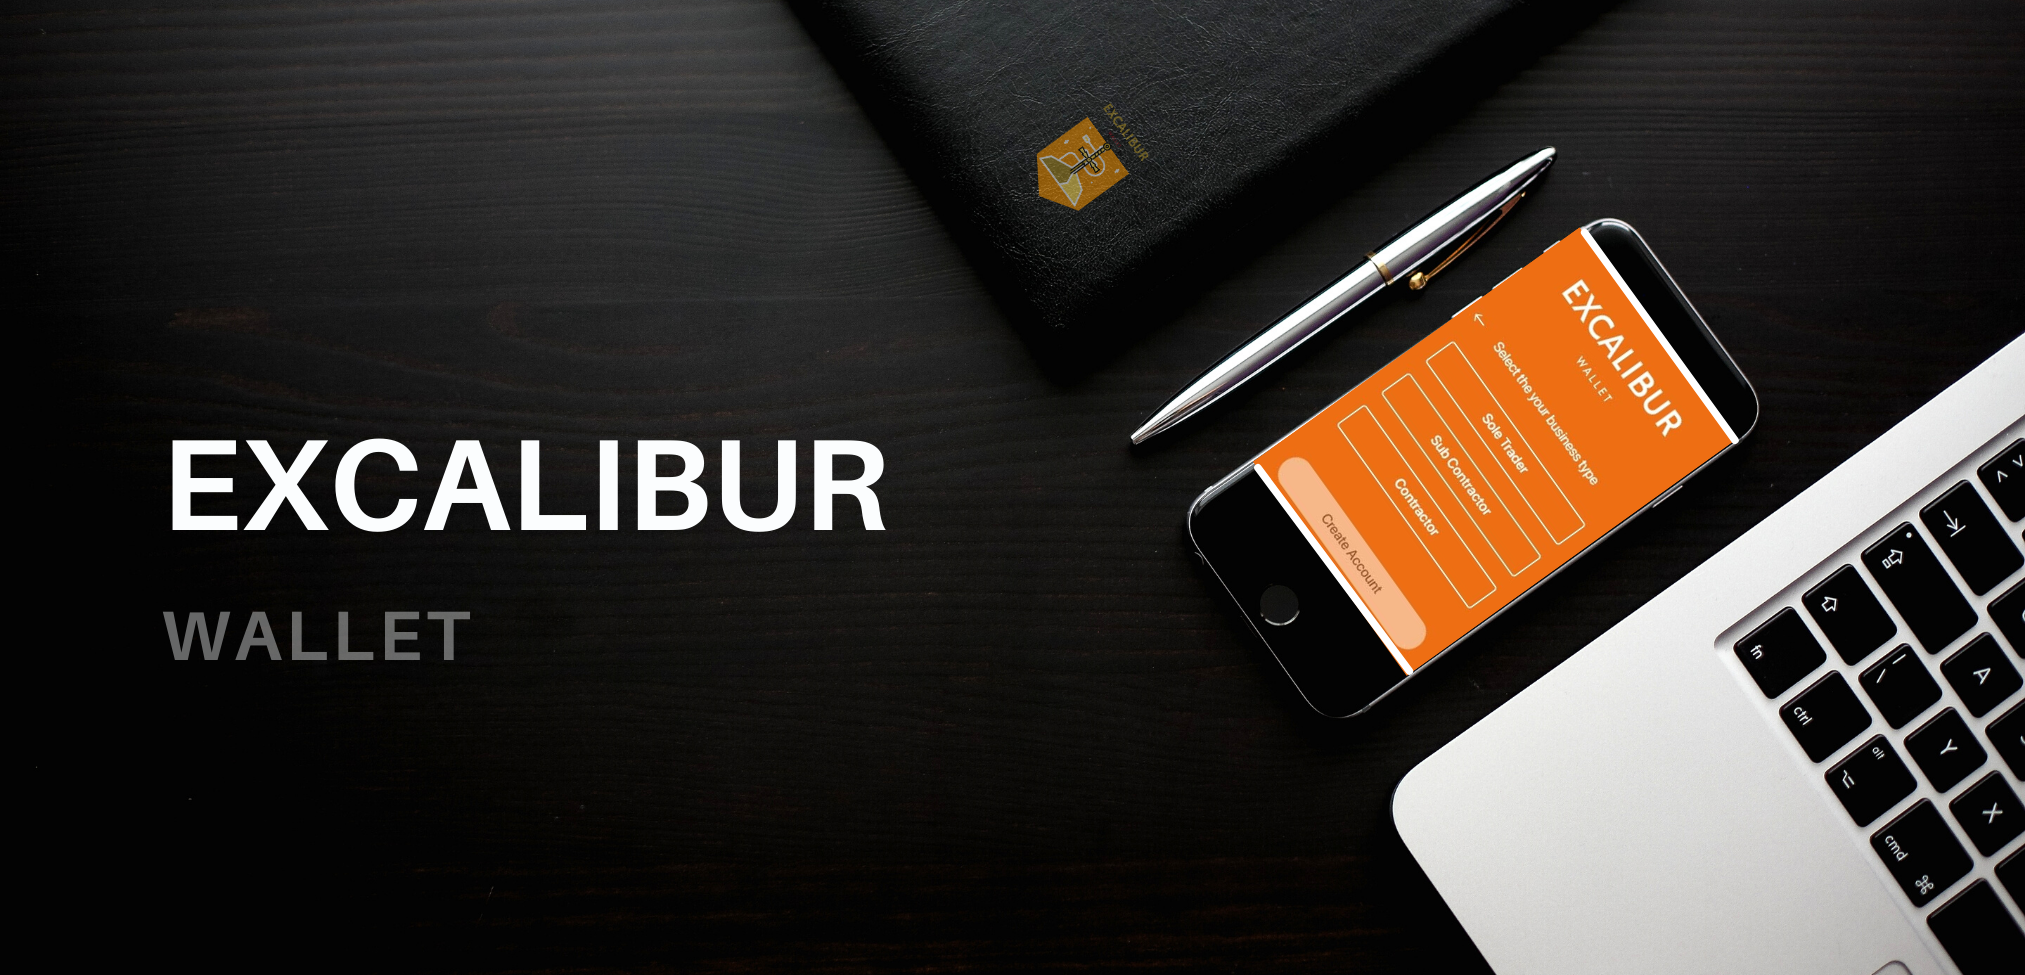 EXCALIBUR
WALLET
EXCALIBUR
EXCALIBUR
WALLET
←
Select the your business type
Sole Trader
Sub Contractor
Contractor
Create Account
fn
ctrl
alt
cmd
⌘
A
Y
X